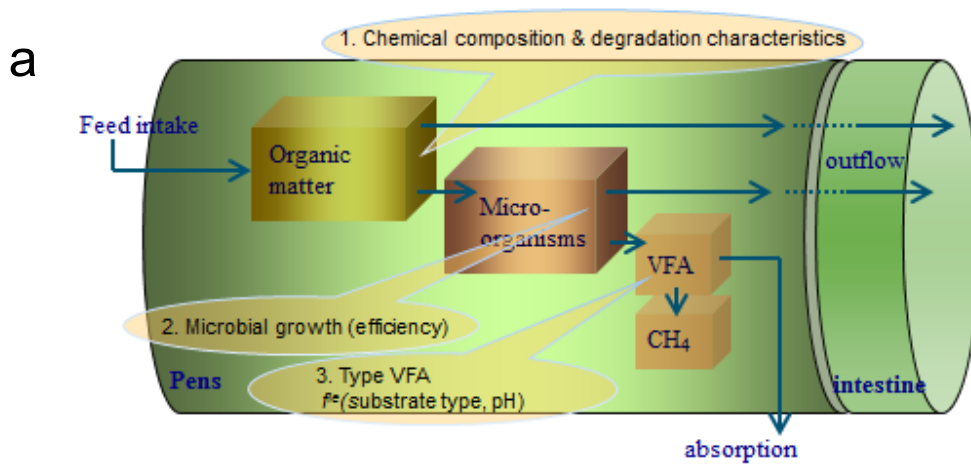 a
1. Chemical composition & degradation characteristics
Feed intake
Organic
matter
outflow
Micro-
organisms
VFA
2. Microbial growth (efficiency)
CH₄
3. Type VFA
fⁿᵉ(substrate type, pH)
Pens
intestine
absorption